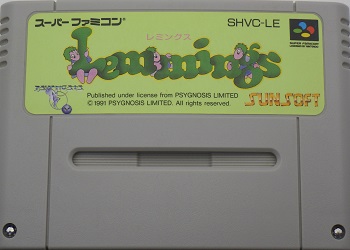 スーパーファミコン
SHVC-LE
レミングス
Lemmings
Published under license from PSYGNOSIS LIMITED
© 1991 PSYGNOSIS LIMITED. All rights reserved.
SUNSOFT